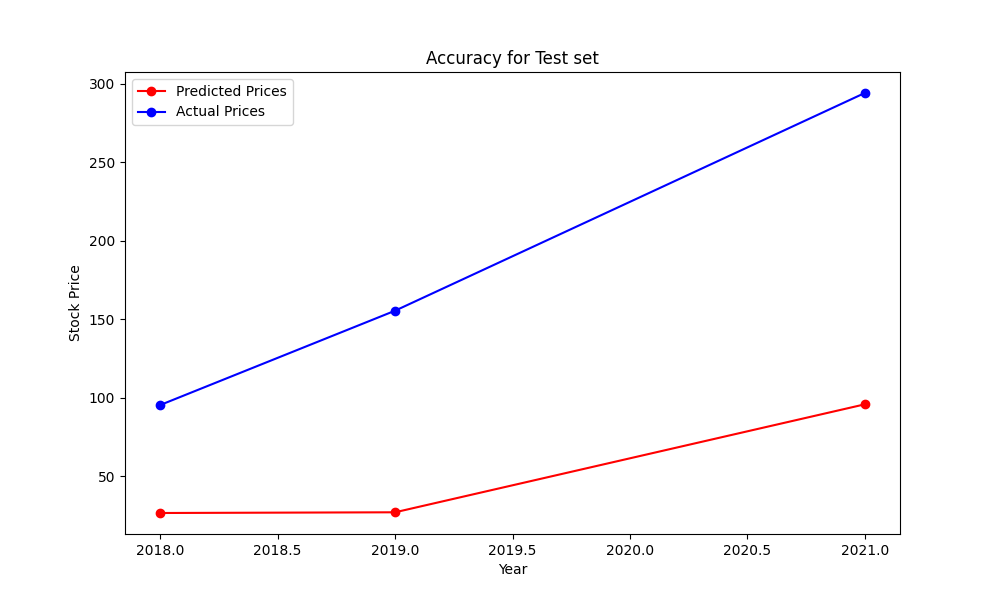 Accuracy for Test set
Predicted Prices
Actual Prices
300
250
200
150
100
50
Stock Price
2018.0 2018.5 2019.0 2019.5 2020.0 2020.5 2021.0
Year